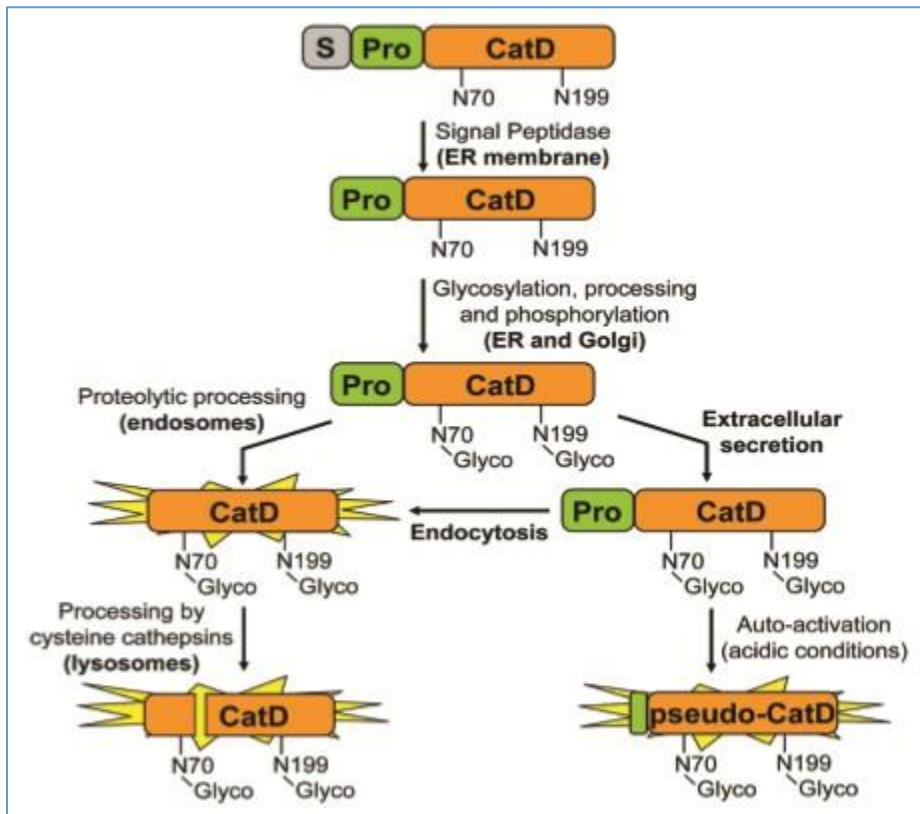 S Pro CatD
N70 N199
Signal Peptidase
(ER membrane)
Pro CatD
N70 N199
Glycosylation, processing
and phosphorylation
(ER and Golgi)
Pro CatD
N70 N199
Glyco Glyco
Proteolytic processing
(endosomes)
Extracellular
secretion
CatD
N70 N199
Glyco Glyco
Endocytosis
Pro CatD
N70 N199
Glyco Glyco
Processing by
cysteine cathepsins
(lysosomes)
Auto-activation
(acidic conditions)
CatD
N70 N199
Glyco Glyco
pseudo-CatD
N70 N199
Glyco Glyco